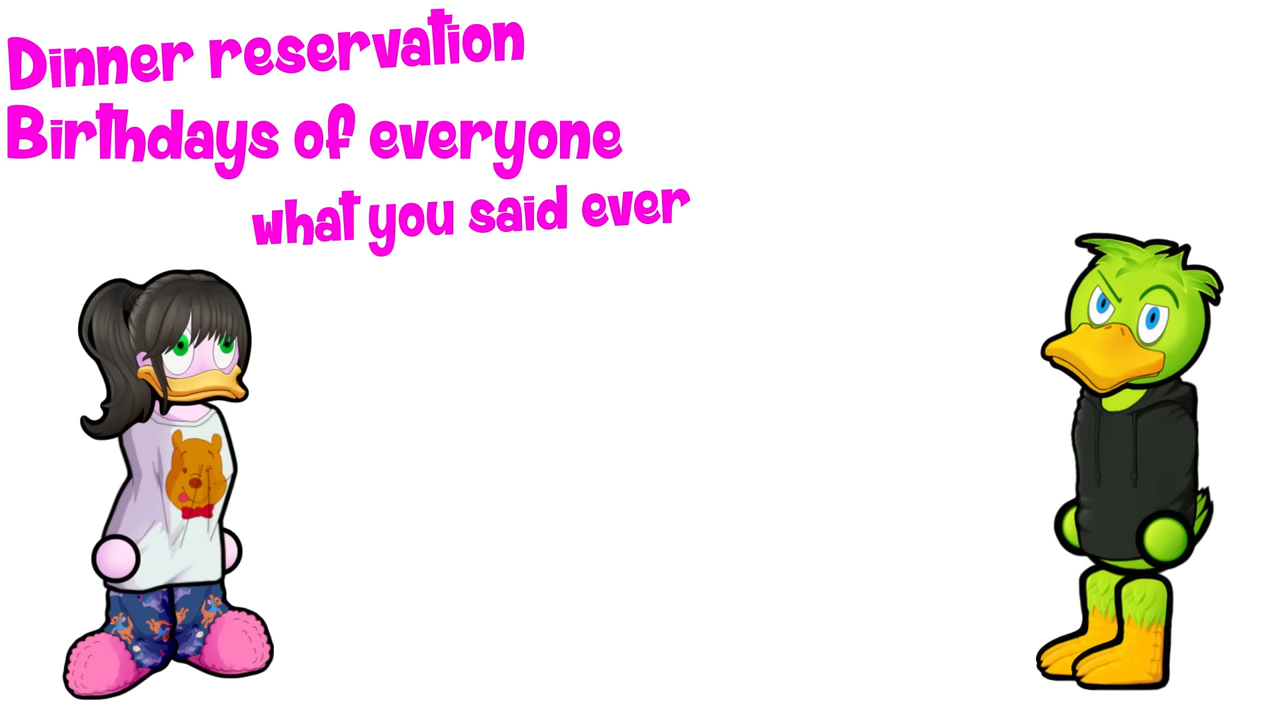 Dinner reservation
Birthdays of everyone
what you said ever